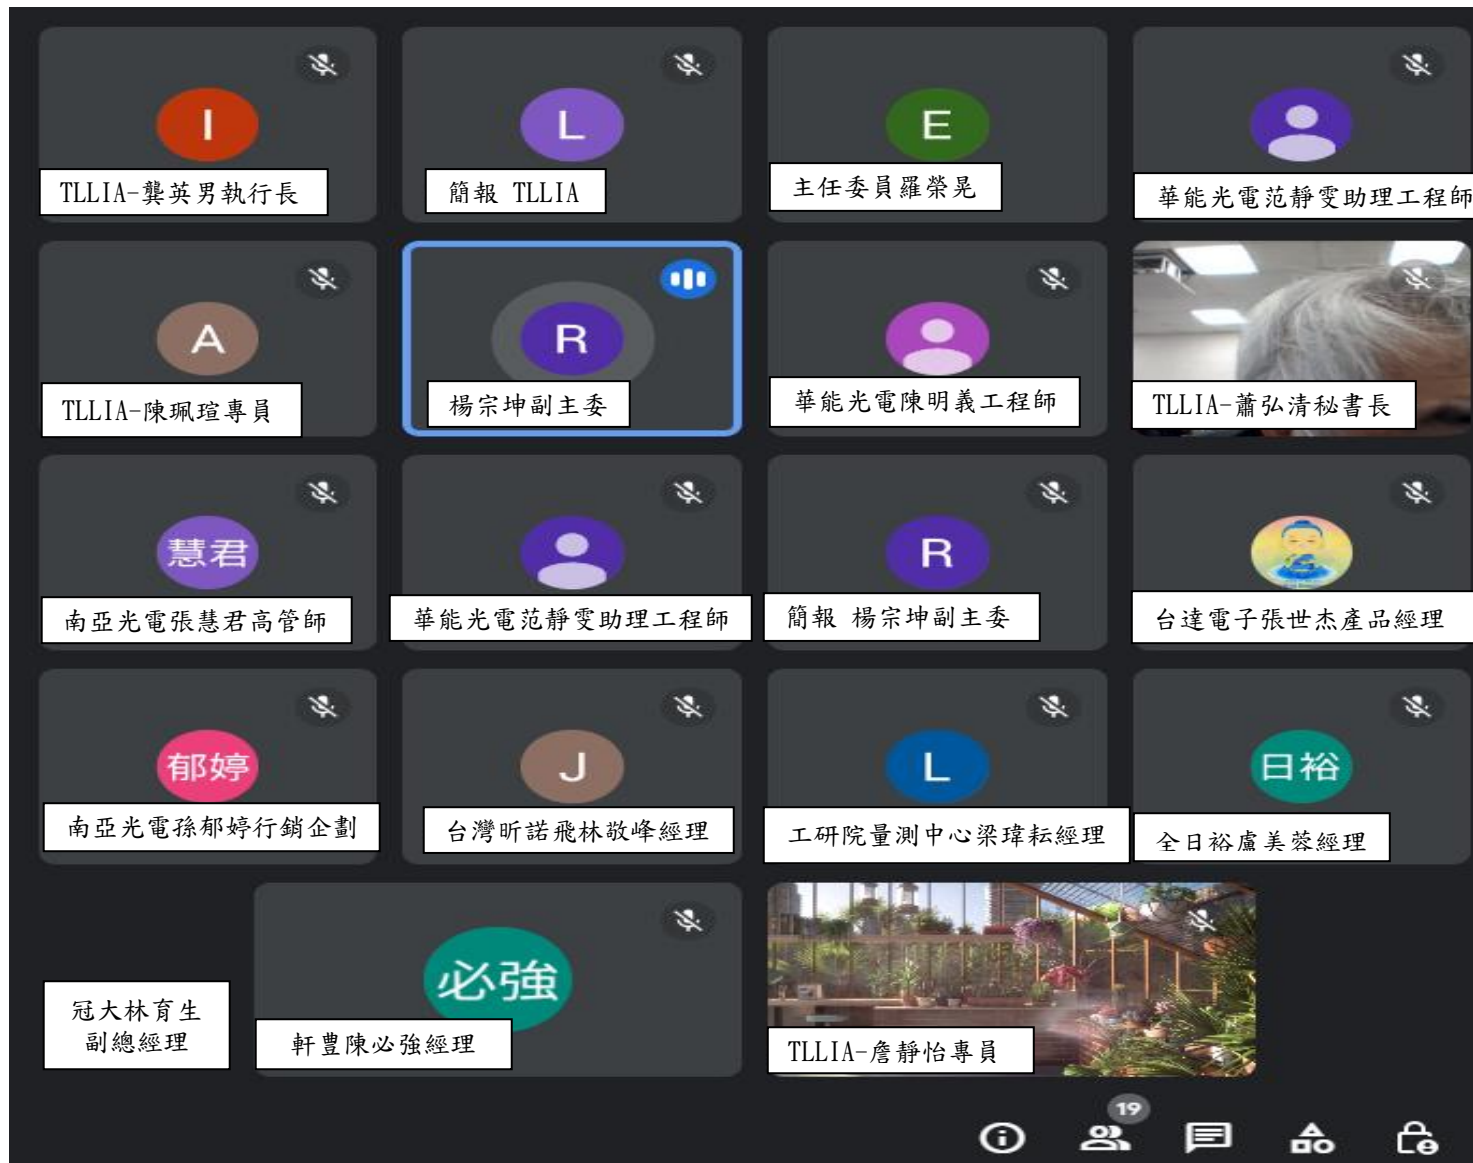 I
TLLIA-龔英男執行長
L
簡報 TLLIA
E
主任委員羅榮晃
華能光電范靜雯助理工程師
A
TLLIA-陳珮瑄專員
R
楊宗坤副主委
華能光電陳明義工程師
TLLIA-蕭弘清秘書長
慧君
南亞光電張慧君高管師
華能光電范靜雯助理工程師
R
簡報 楊宗坤副主委
台達電子張世杰產品經理
郁婷
南亞光電孫郁婷行銷企劃
J
台灣昕諾飛林敬峰經理
L
工研院量測中心梁瑋耘經理
日裕
全日裕盧美蓉經理
冠大林育生
副總經理
必強
軒豊陳必強經理
TLLIA-詹靜怡專員
19